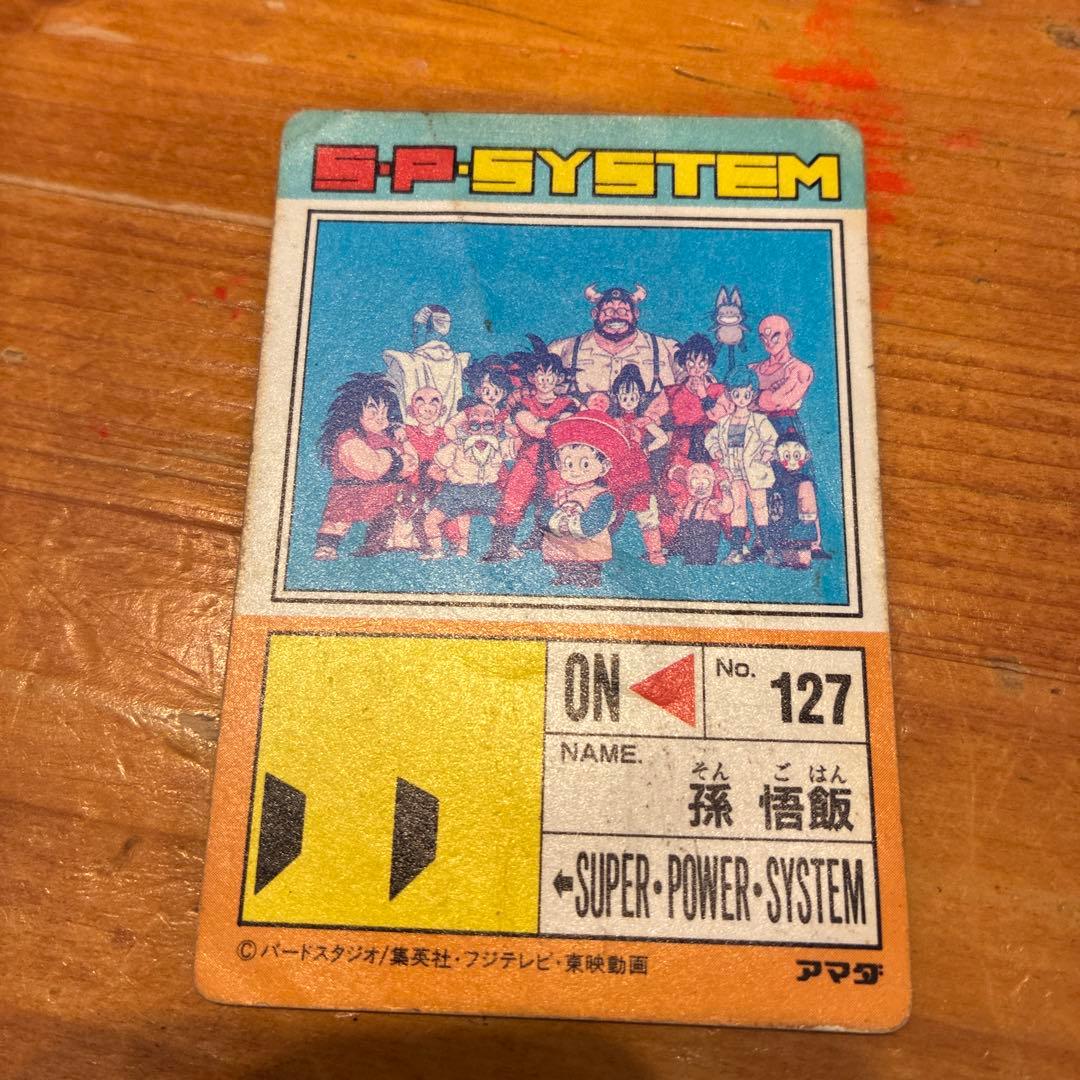 S・P・SYSTEM
ON
No. 127
NAME.
そん ご はん
孫 悟飯
SUPER・POWER・SYSTEM
©バードスタジオ/集英社・フジテレビ・東映動画
アマダ